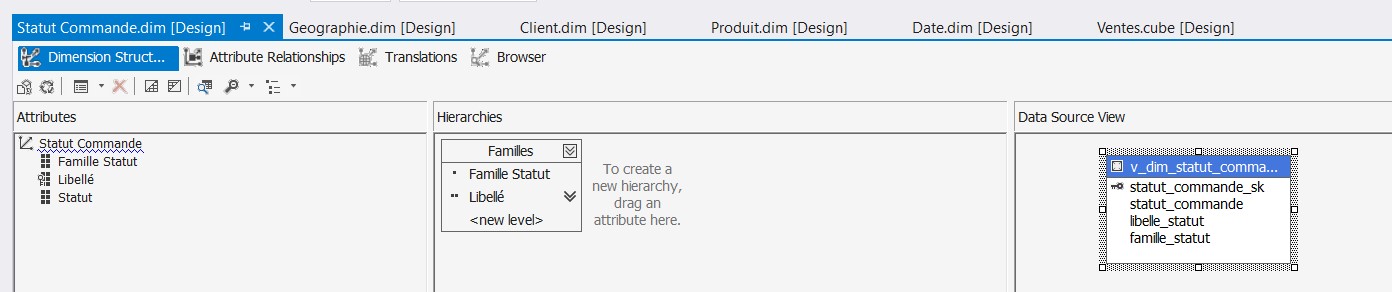 Statut Commande.dim [Design] Geographie.dim [Design] Client.dim [Design] Produit.dim [Design] Date.dim [Design] Ventes.cube [Design]
Dimension Struct... Attribute Relationships Translations Browser
Attributes
Statut Commande
Famille Statut
Libellé
Statut
Hierarchies
Familles
Famille Statut
Libellé
<new level>
To create a
new hierarchy,
drag an
attribute here.
Data Source View
v_dim_statut_comma...
statut_commande_sk
statut_commande
libelle_statut
famille_statut